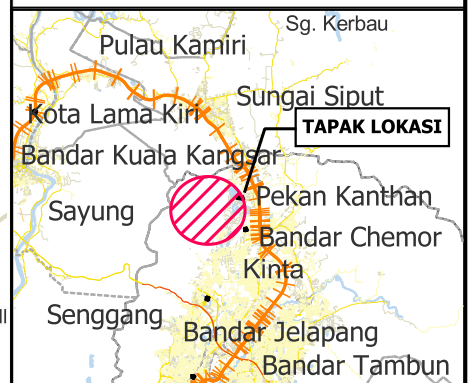 Sg. Kerbau
Pulau Kamiri
Sungai Siput
Kota Lama Kiri
TAPAK LOKASI
Bandar Kuala Kangsar
Pekan Kanthan
Sayung
Bandar Chemor
Kinta
Senggang
Bandar Jelapang
Bandar Tambun